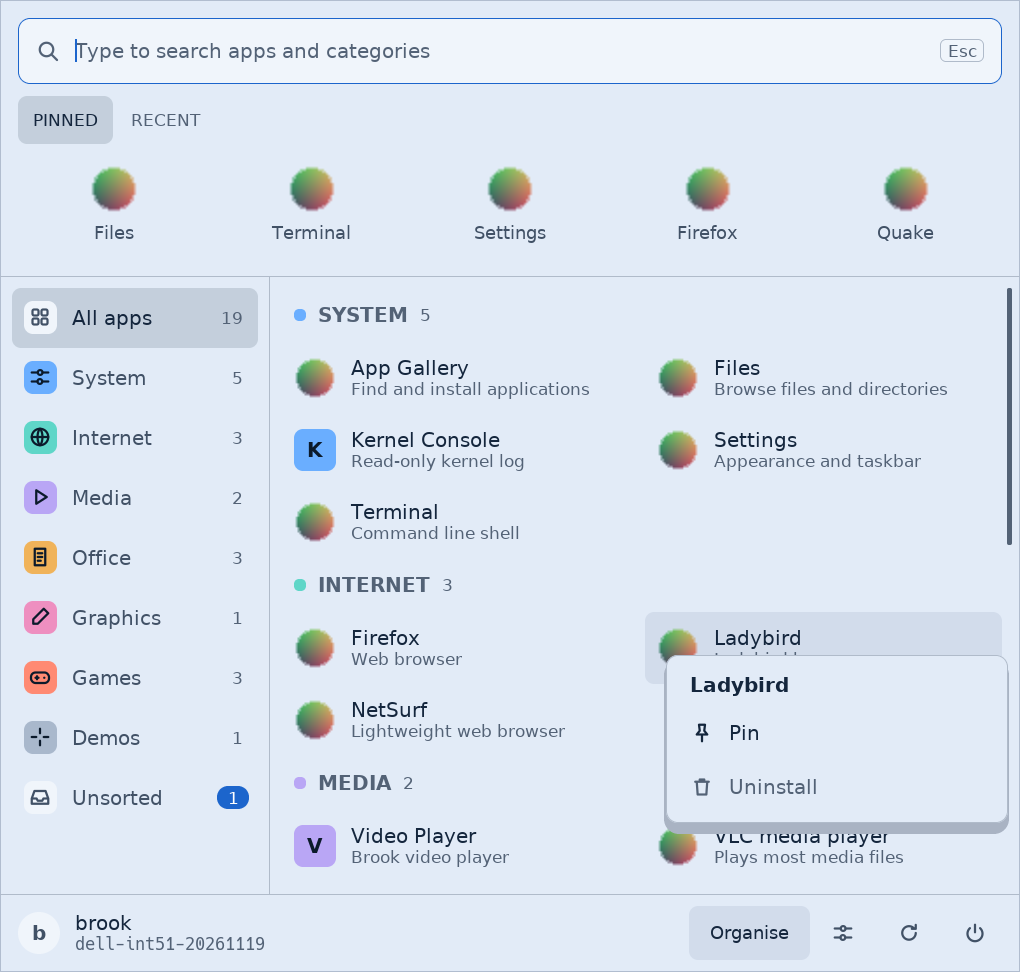 Type to search apps and categories
Esc
PINNED RECENT
Files Terminal Settings Firefox Quake
All apps 19
System 5
Internet 3
Media 2
Office 3
Graphics 1
Games 3
Demos 1
Unsorted 1
SYSTEM 5
App Gallery
Find and install applications
Files
Browse files and directories
K
Kernel Console
Read-only kernel log
Settings
Appearance and taskbar
Terminal
Command line shell
INTERNET 3
Firefox
Web browser
Ladybird
NetSurf
Lightweight web browser
Ladybird
Pin
Uninstall
MEDIA 2
V
Video Player
Brook video player
VLC media player
Plays most media files
b
brook
dell-int51-20261119
Organise